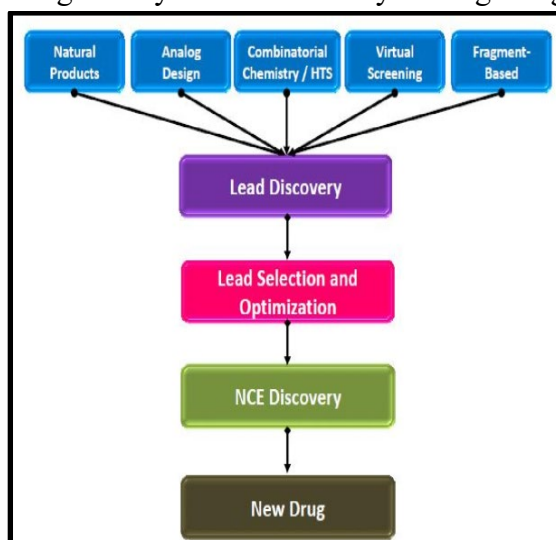 Natural
Products
Analog
Design
Combinatorial
Chemistry / HTS
Virtual
Screening
Fragment-
Based
Lead Discovery
Lead Selection and
Optimization
NCE Discovery
New Drug